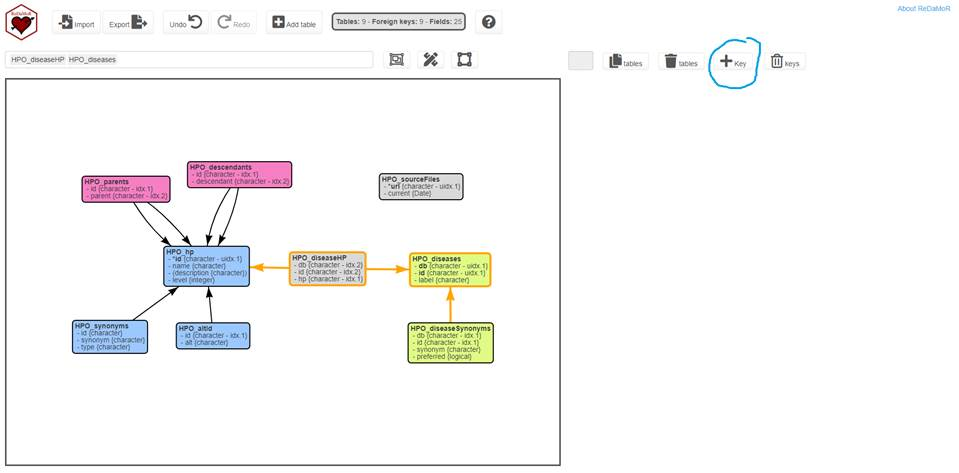 About ReDaMoR
ReDaMoR
Import
Export
Undo
Redo
Add table
Tables: 9 - Foreign keys: 9 - Fields: 25
HPO_diseaseHP HPO_diseases
tables
tables
Key
keys
HPO_descendants
- id {character - idx.1}
- descendant {character - idx.2}
HPO_parents
- id {character - idx.1}
- parent {character - idx.2}
HPO_sourceFiles
- *url {character - uidx.1}
- current {Date}
HPO_hp
- *id {character - uidx.1}
- name {character}
- (description {character})
- level {integer}
HPO_diseaseHP
- db {character - idx.2}
- id {character - idx.2}
- hp {character - idx.1}
HPO_diseases
- db {character - uidx.1}
- id {character - uidx.1}
- label {character}
HPO_synonyms
- id {character}
- synonym {character}
- type {character}
HPO_altId
- id {character - idx.1}
- alt {character}
HPO_diseaseSynonyms
- db {character - idx.1}
- id {character - idx.1}
- synonym {character}
- preferred {logical}